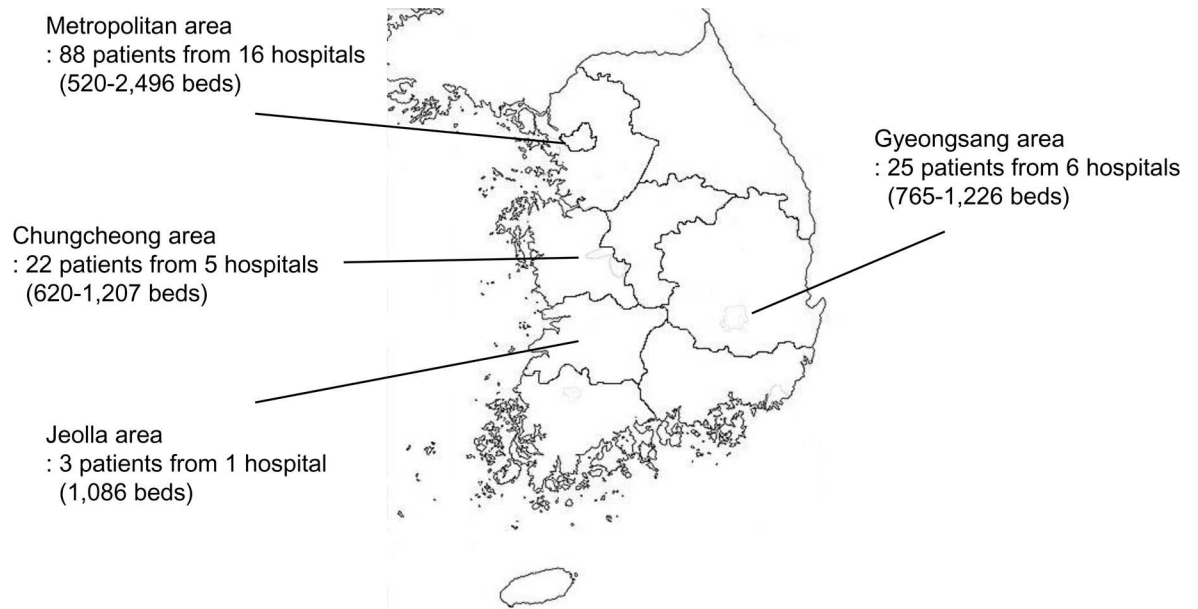 Metropolitan area
: 88 patients from 16 hospitals
(520-2,496 beds)
Gyeongsang area
: 25 patients from 6 hospitals
(765-1,226 beds)
Chungcheong area
: 22 patients from 5 hospitals
(620-1,207 beds)
Jeolla area
: 3 patients from 1 hospital
(1,086 beds)